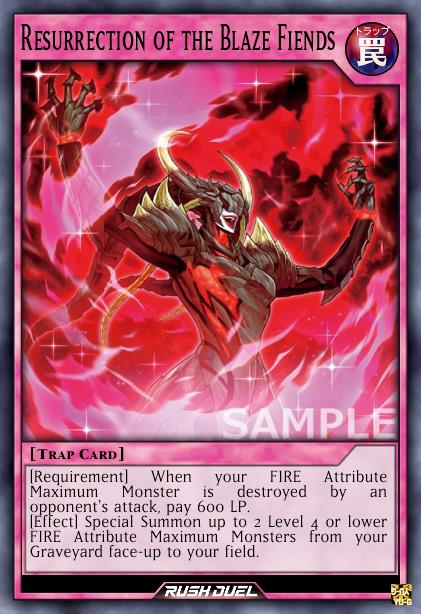 RESURRECTION OF THE BLAZE FIENDS
トラップ
罠
SAMPLE
[TRAP CARD]
[Requirement] When your FIRE Attribute
Maximum Monster is destroyed by an
opponent's attack, pay 600 LP.
[Effect] Special Summon up to 2 Level 4 or lower
FIRE Attribute Maximum Monsters from your
Graveyard face-up to your field.
RUSH DUEL